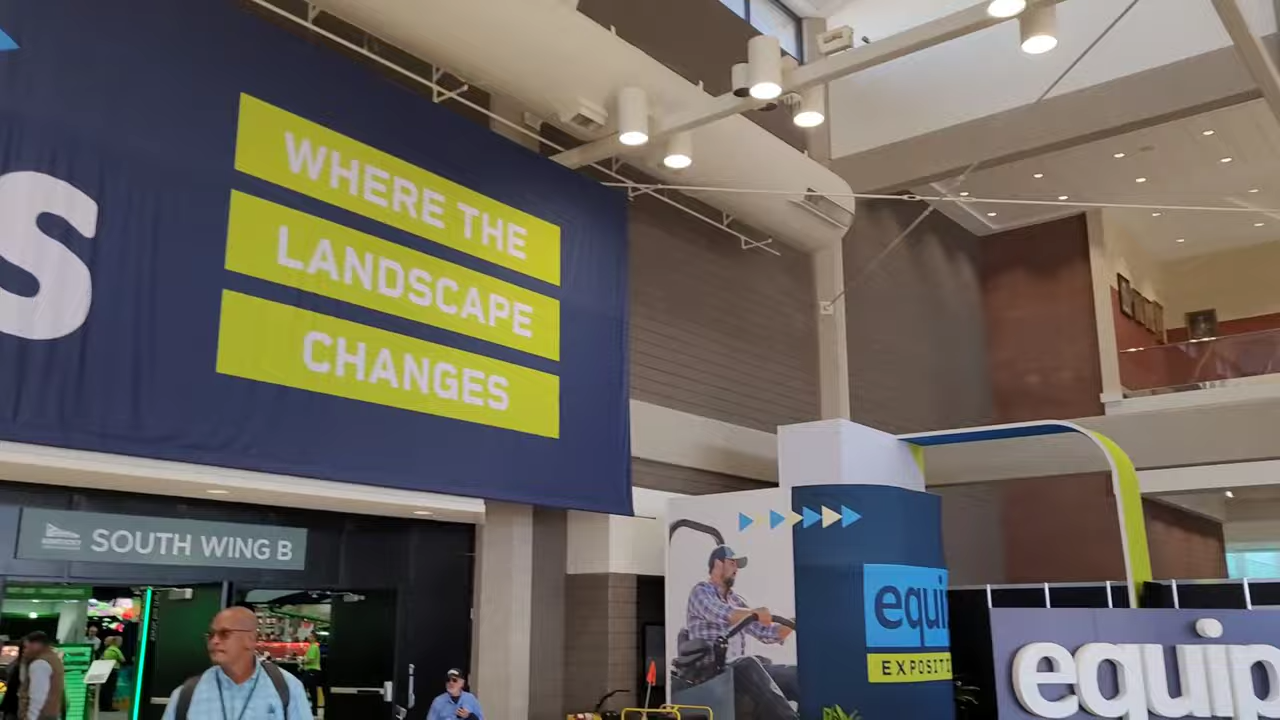 S
WHERE THE
LANDSCAPE
CHANGES
SOUTH WING B
equi
EXPOSITI
equip